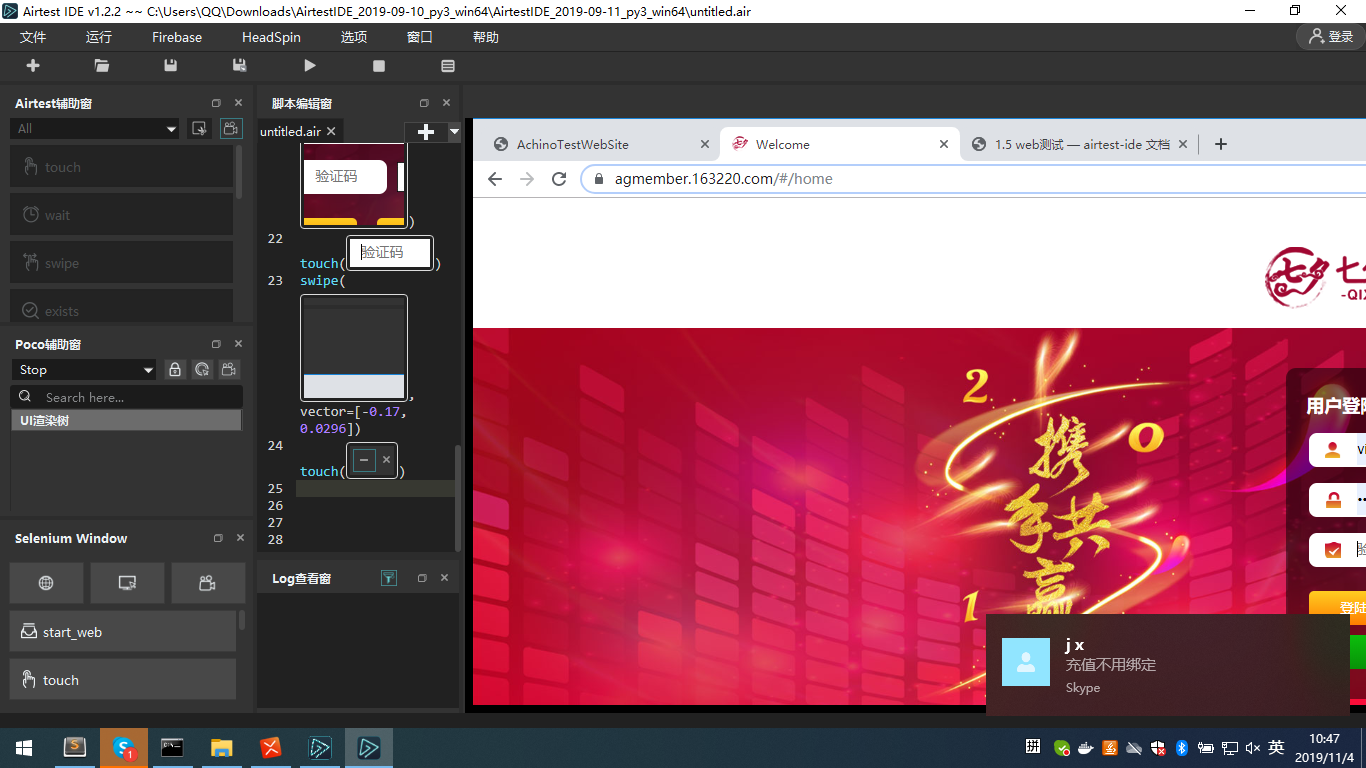 Airtest IDE v1.2.2 ~~ C:\Users\QQ\Downloads\AirtestIDE_2019-09-10_py3_win64\AirtestIDE_2019-09-11_py3_win64\untitled.air
文件 运行 Firebase HeadSpin 选项 窗口 帮助 登录
Airtest辅助窗
All
touch
wait
swipe
exists
Poco辅助窗
Stop
Search here...
UI渲染树
Selenium Window
start_web
touch
脚本编辑窗
untitled.air
验证码
)
22
touch(验证码)
23 swipe(
,
vector=[-0.17,
0.0296])
24
touch( )
25
26
27
28
Log查看窗
AchinoTestWebSite Welcome 1.5 web测试 — airtest-ide 文档
agmember.163220.com/#/home
七夕 七
-QIX
2
0
1
携
手共
赢
用户登陆
vi
登陆
j x
充值不用绑定
Skype
1
英
10:47
2019/11/4